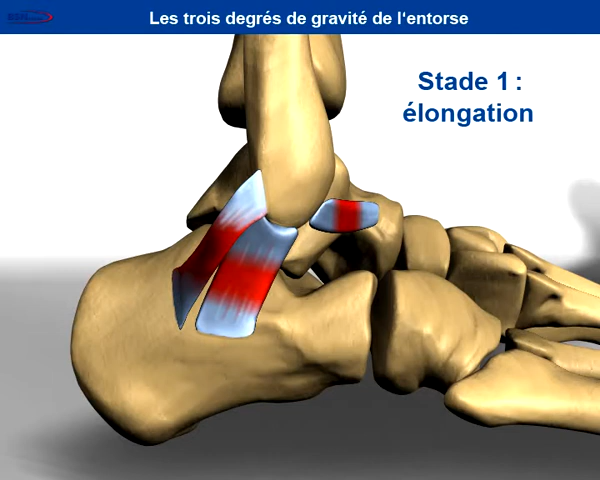 Les trois degrés de gravité de l‘entorse
Stade 1 :
élongation